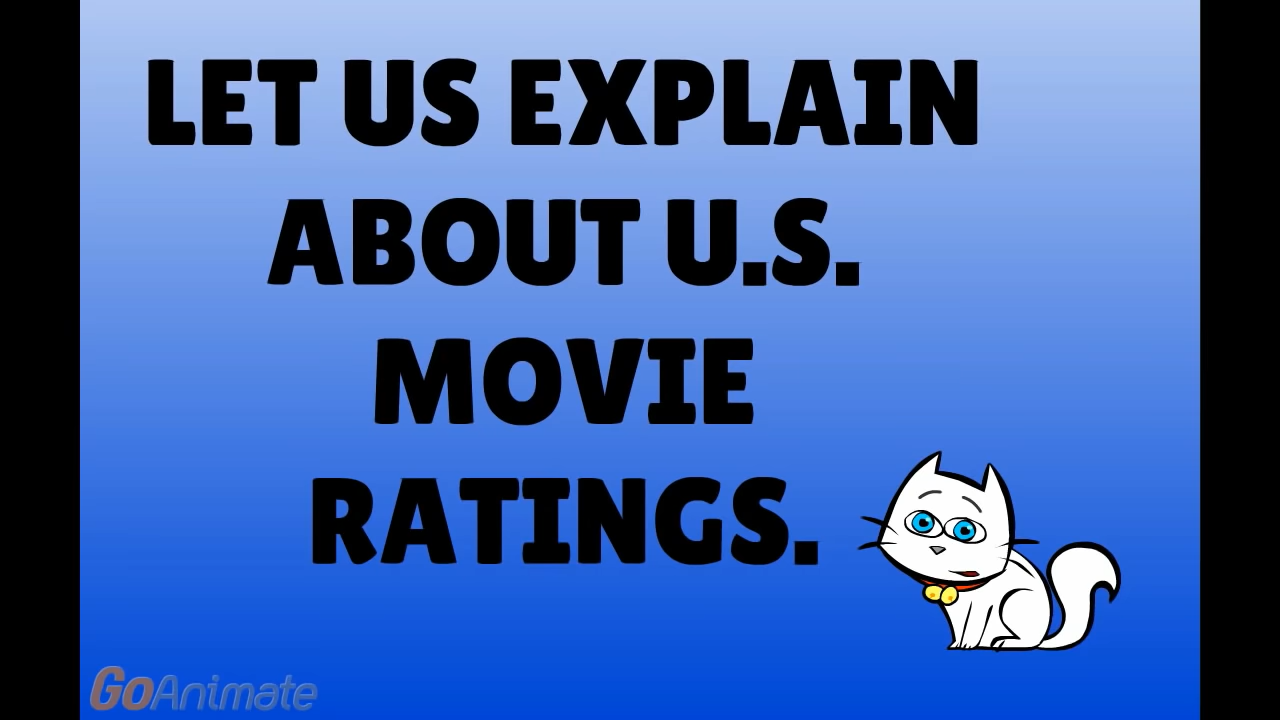 LET US EXPLAIN
ABOUT U.S.
MOVIE
RATINGS.
GoAnimate